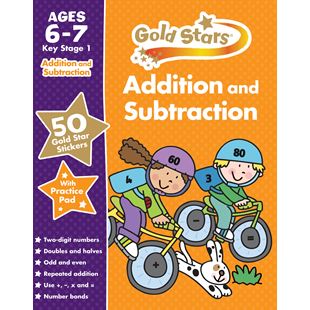 AGES
6-7
Key Stage 1
Addition and
Subtraction
Gold Stars
Addition and
Subtraction
50
Gold Star
Stickers
With
Practice
Pad
• Two-digit numbers
• Doubles and halves
• Odd and even
• Repeated addition
• Use +, -, x and =
• Number bonds
60
80
4
3
2
+
=